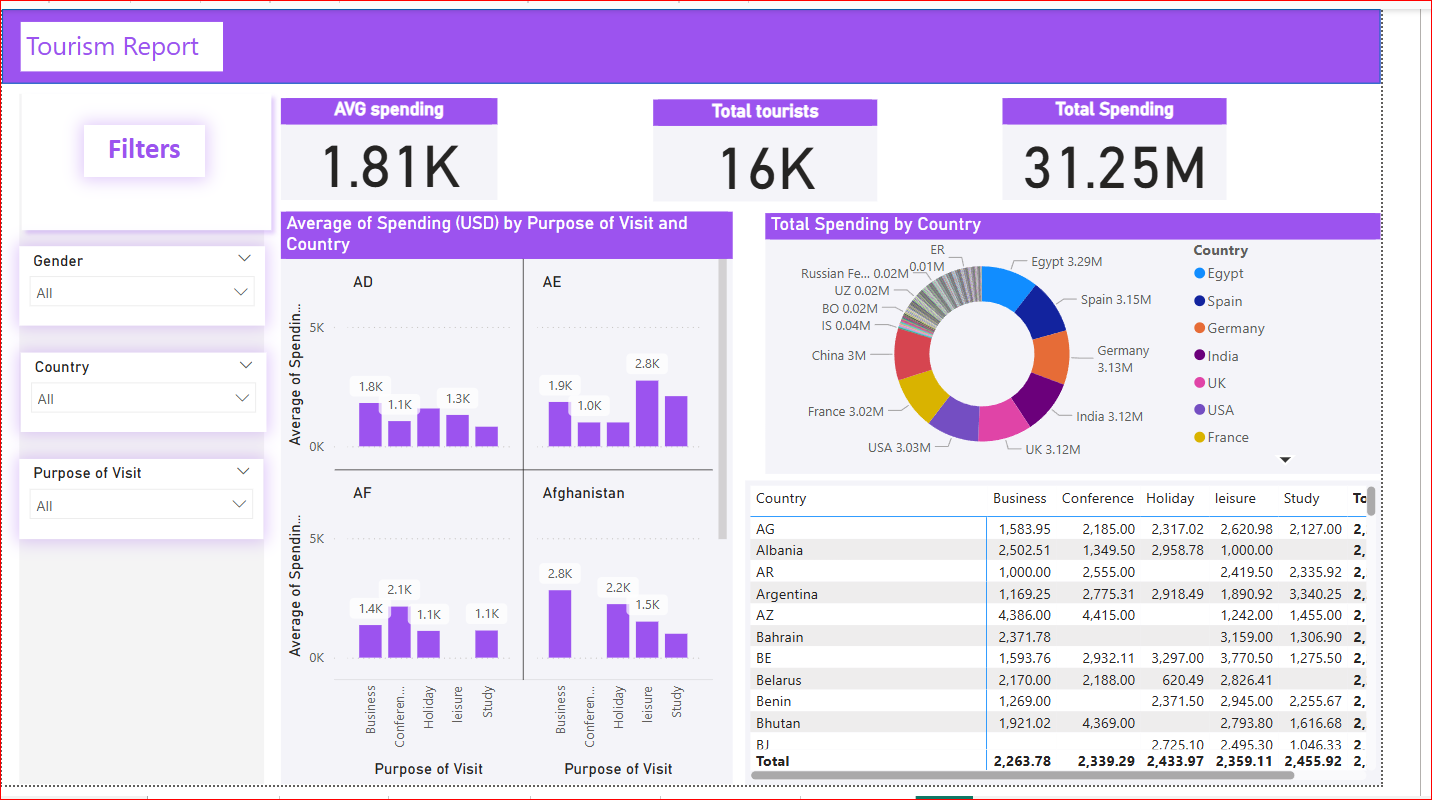 Tourism Report
Filters
Gender
All
Country
All
Purpose of Visit
All
AVG spending
1.81K
Total tourists
16K
Total Spending
31.25M
Average of Spending (USD) by Purpose of Visit and
Country
AD
AE
Average of Spendin...
5K
0K
1.8K
1.1K
1.3K
1.9K
1.0K
2.8K
AF
Afghanistan
Average of Spendin...
5K
0K
1.4K
2.1K
1.1K
1.1K
2.8K
2.2K
1.5K
Business
Conferen...
Holiday
leisure
Study
Business
Conferen...
Holiday
leisure
Study
Purpose of Visit
Purpose of Visit
Total Spending by Country
ER
0.01M
Russian Fe... 0.02M
UZ 0.02M
BO 0.02M
IS 0.04M
China 3M
France 3.02M
USA 3.03M
Egypt 3.29M
Spain 3.15M
Germany
3.13M
India 3.12M
UK 3.12M
Country
Egypt
Spain
Germany
India
UK
USA
France
Country Business Conference Holiday leisure Study To
AG 1,583.95 2,185.00 2,317.02 2,620.98 2,127.00 2,
Albania 2,502.51 1,349.50 2,958.78 1,000.00 2,
AR 1,000.00 2,555.00 2,419.50 2,335.92 2,
Argentina 1,169.25 2,775.31 2,918.49 1,890.92 3,340.25 2,
AZ 4,386.00 4,415.00 1,242.00 1,455.00 2,
Bahrain 2,371.78 3,159.00 1,306.90 2,
BE 1,593.76 2,932.11 3,297.00 3,770.50 1,275.50 2,
Belarus 2,170.00 2,188.00 620.49 2,826.41 2,
Benin 1,269.00 2,371.50 2,945.00 2,255.67 2,
Bhutan 1,921.02 4,369.00 2,793.80 1,616.68 2,
BJ 2,725.10 2,495.30 1,046.33 2,
Total 2,263.78 2,339.29 2,433.97 2,359.11 2,455.92 2,